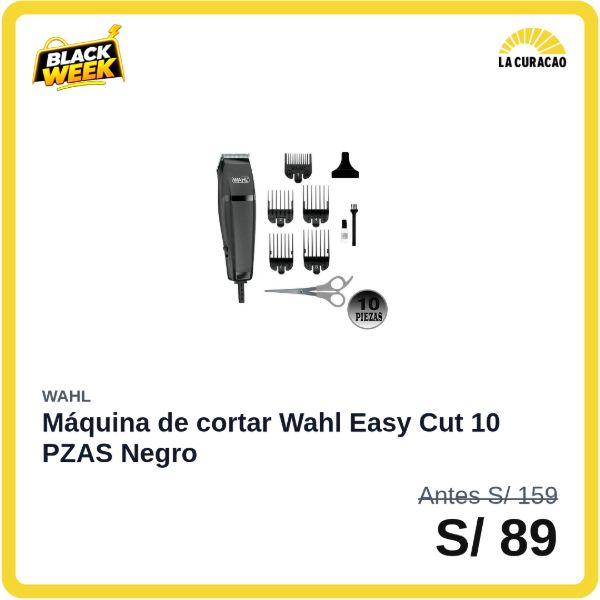 BLACK
WEEK
LA CURACAO
WAHL
10
PIEZAS
WAHL
Máquina de cortar Wahl Easy Cut 10
PZAS Negro
Antes S/ 159
S/ 89